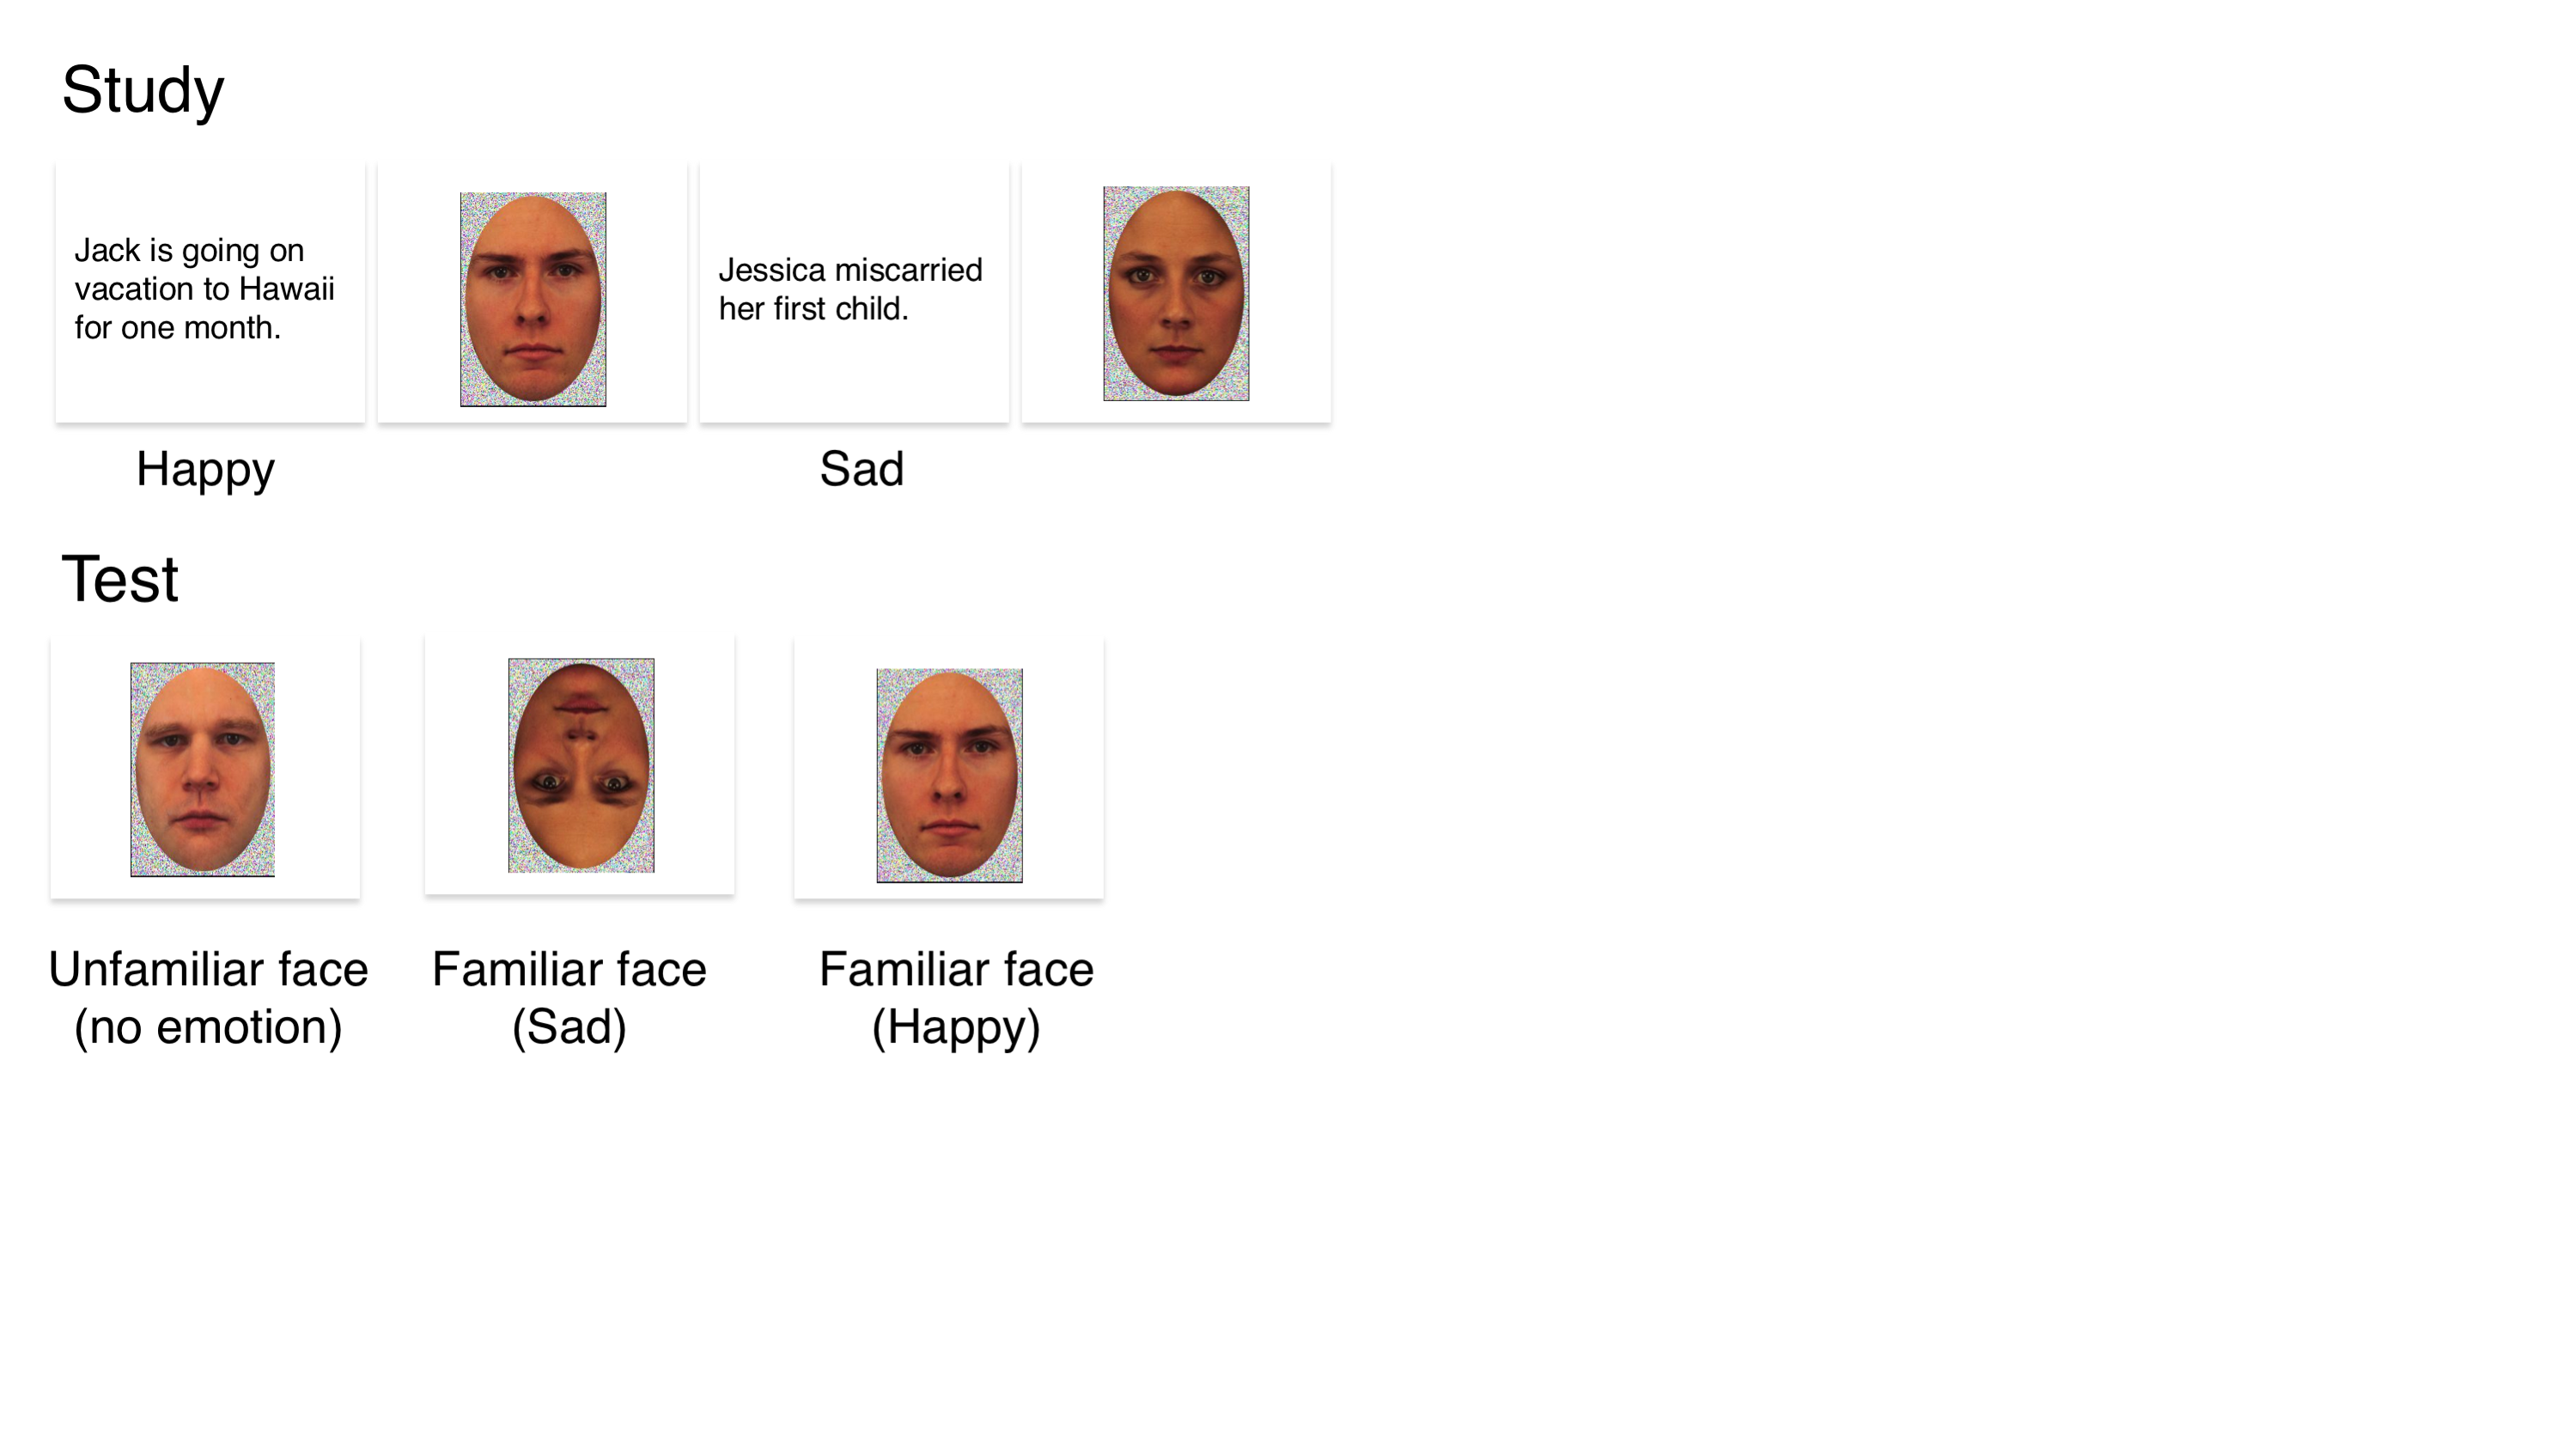 Study
Jack is going on
vacation to Hawaii
for one month.
Jessica miscarried
her first child.
Happy
Sad
Test
Unfamiliar face
(no emotion)
Familiar face
(Sad)
Familiar face
(Happy)